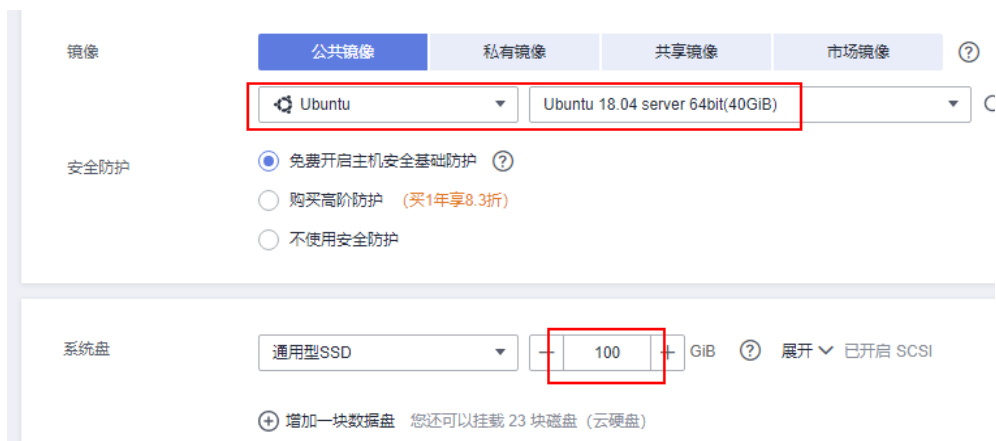 镜像 公共镜像 私有镜像 共享镜像 市场镜像 ?
Ubuntu Ubuntu 18.04 server 64bit(40GiB)
安全防护 免费开启主机安全基础防护 ?
购买高阶防护 (买1年享8.3折)
不使用安全防护
系统盘 通用型SSD 100 GiB ? 展开 已开启 SCSI
增加一块数据盘 您还可以挂载 23 块磁盘（云硬盘）